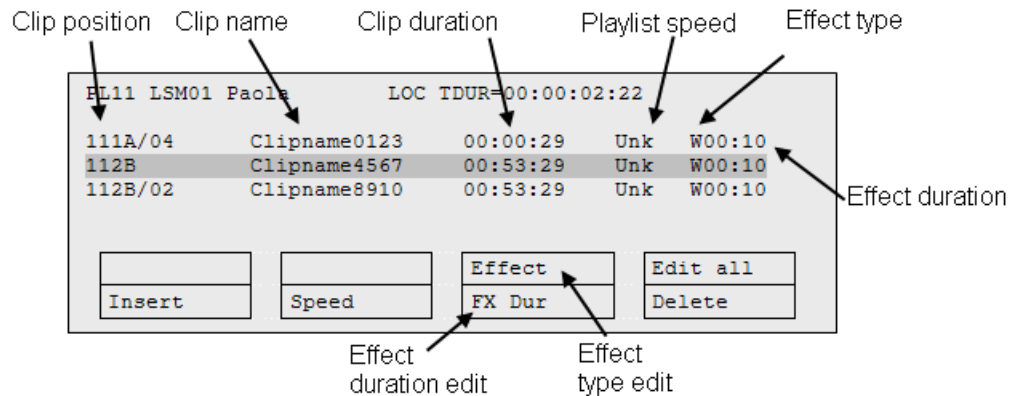 Clip position Clip name Clip duration Playlist speed Effect type
PL11 LSM01 Paola LOC TDUR=00:00:02:22
111A/04 Clipname0123 00:00:29 Unk W00:10
112B Clipname4567 00:53:29 Unk W00:10
112B/02 Clipname8910 00:53:29 Unk W00:10
Effect duration
Effect Edit all
Insert Speed FX Dur Delete
Effect duration edit
Effect type edit